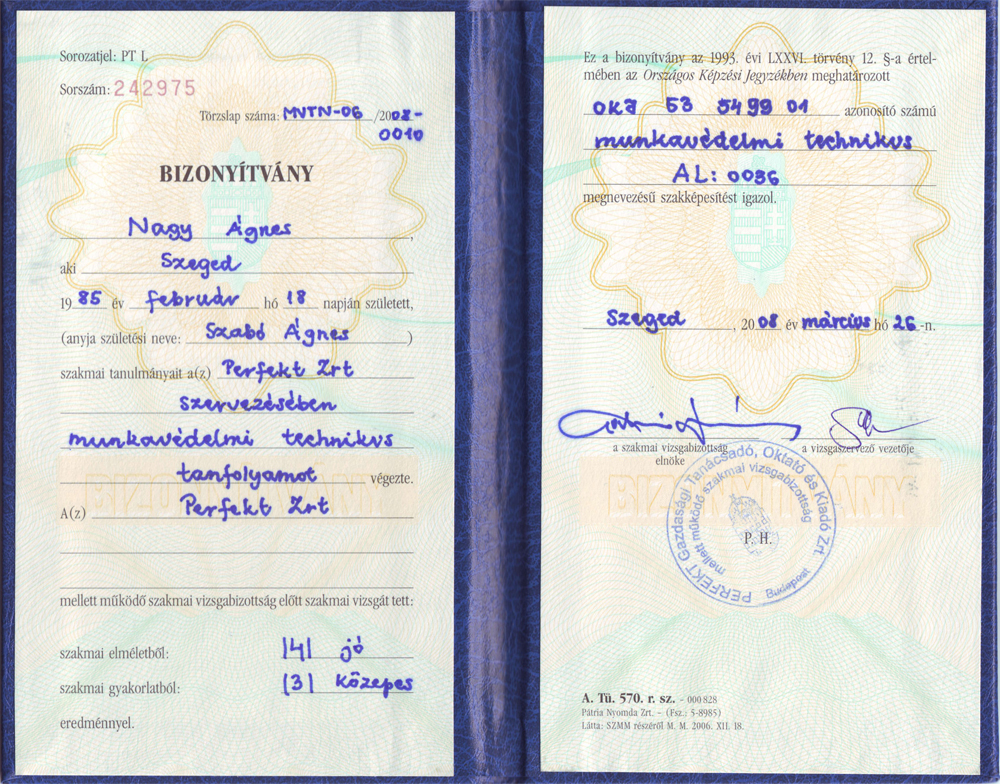 Sorozatjel: PT L
Sorszám: 242975
Törzslap száma: MVTN-06 /2008-
0010
BIZONYÍTVÁNY
Nagy Ágnes,
aki Szeged
1985 év február hó 18 napján született,
(anyja születési neve: Szabó Ágnes)
szakmai tanulmányait a(z) Perfekt Zrt
szervezésében
munkavédelmi technikus
tanfolyamot végezte.
A(z) Perfekt Zrt
mellett működő szakmai vizsgabizottság előtt szakmai vizsgát tett:
szakmai elméletből: |4| jó
szakmai gyakorlatból: |3| közepes
eredménnyel.
BIZONYÍTVÁNY
Ez a bizonyítvány az 1993. évi LXXVI. törvény 12. §-a értel-
mében az Országos Képzési Jegyzékben meghatározott
OKJ 53 5499 01 azonosító számú
munkavédelmi technikus
AL: 0036
megnevezésű szakképesítést igazol.
Szeged, 2008 év március hó 26-n.
a szakmai vizsgabizottság
elnöke
a vizsgaszervező vezetője
PERFEKT Gazdasági Tanácsadó, Oktató és Kiadó Zrt.
mellett működő szakmai vizsgabizottság
Budapest
P. H.
BIZONYÍTVÁNY
A. Tü. 570. r. sz. - 000828
Pátria Nyomda Zrt. – (Fsz.: 5-8985)
Látta: SZMM részéről M. M. 2006. XII. 18.